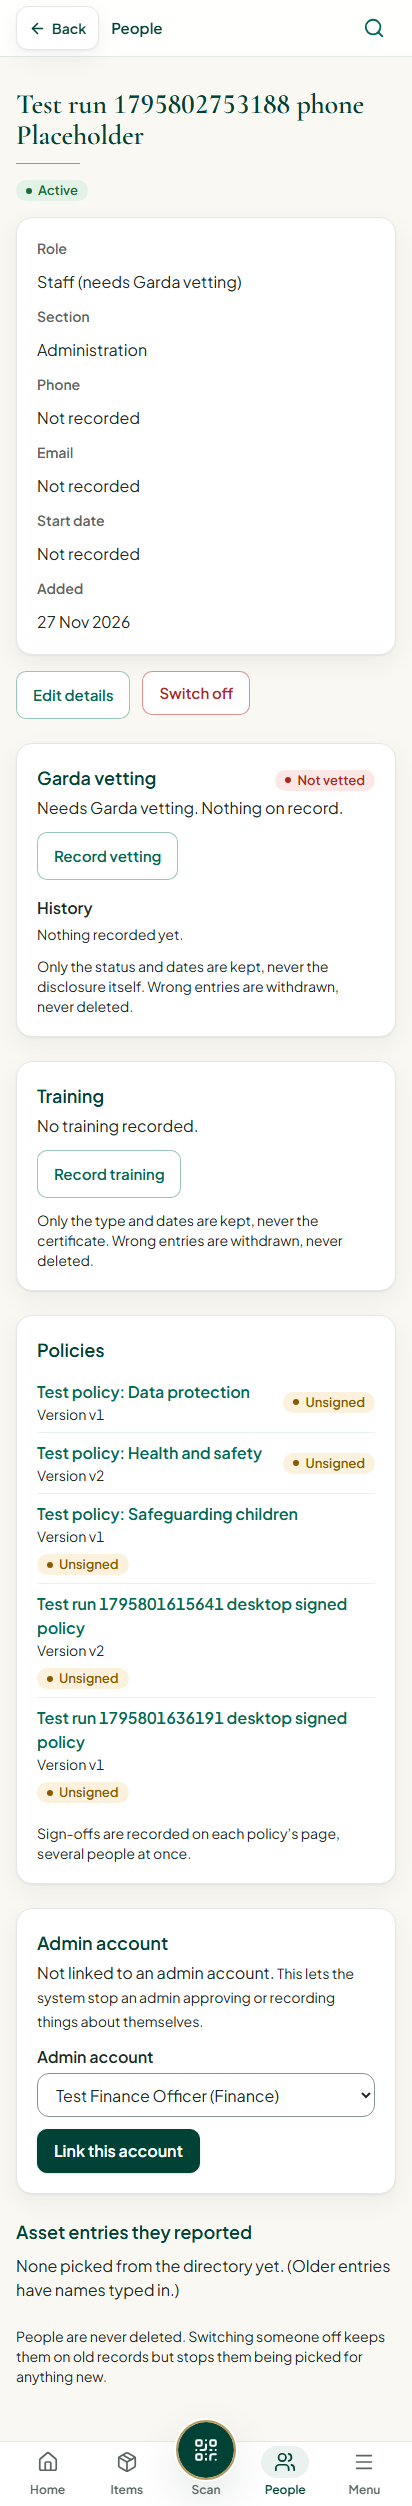 Back People
Test run 1795802753188 phone
Placeholder
Active
Role
Staff (needs Garda vetting)
Section
Administration
Phone
Not recorded
Email
Not recorded
Start date
Not recorded
Added
27 Nov 2026
Edit details Switch off
Garda vetting Not vetted
Needs Garda vetting. Nothing on record.
Record vetting
History
Nothing recorded yet.
Only the status and dates are kept, never the
disclosure itself. Wrong entries are withdrawn,
never deleted.
Training
No training recorded.
Record training
Only the type and dates are kept, never the
certificate. Wrong entries are withdrawn, never
deleted.
Policies
Test policy: Data protection
Version v1
Unsigned
Test policy: Health and safety
Version v2
Unsigned
Test policy: Safeguarding children
Version v1
Unsigned
Test run 1795801615641 desktop signed
policy
Version v2
Unsigned
Test run 1795801636191 desktop signed
policy
Version v1
Unsigned
Sign-offs are recorded on each policy's page,
several people at once.
Admin account
Not linked to an admin account. This lets the
system stop an admin approving or recording
things about themselves.
Admin account
Test Finance Officer (Finance)
Link this account
Asset entries they reported
None picked from the directory yet. (Older entries
have names typed in.)
People are never deleted. Switching someone off keeps
them on old records but stops them being picked for
anything new.
Home Items Scan People Menu